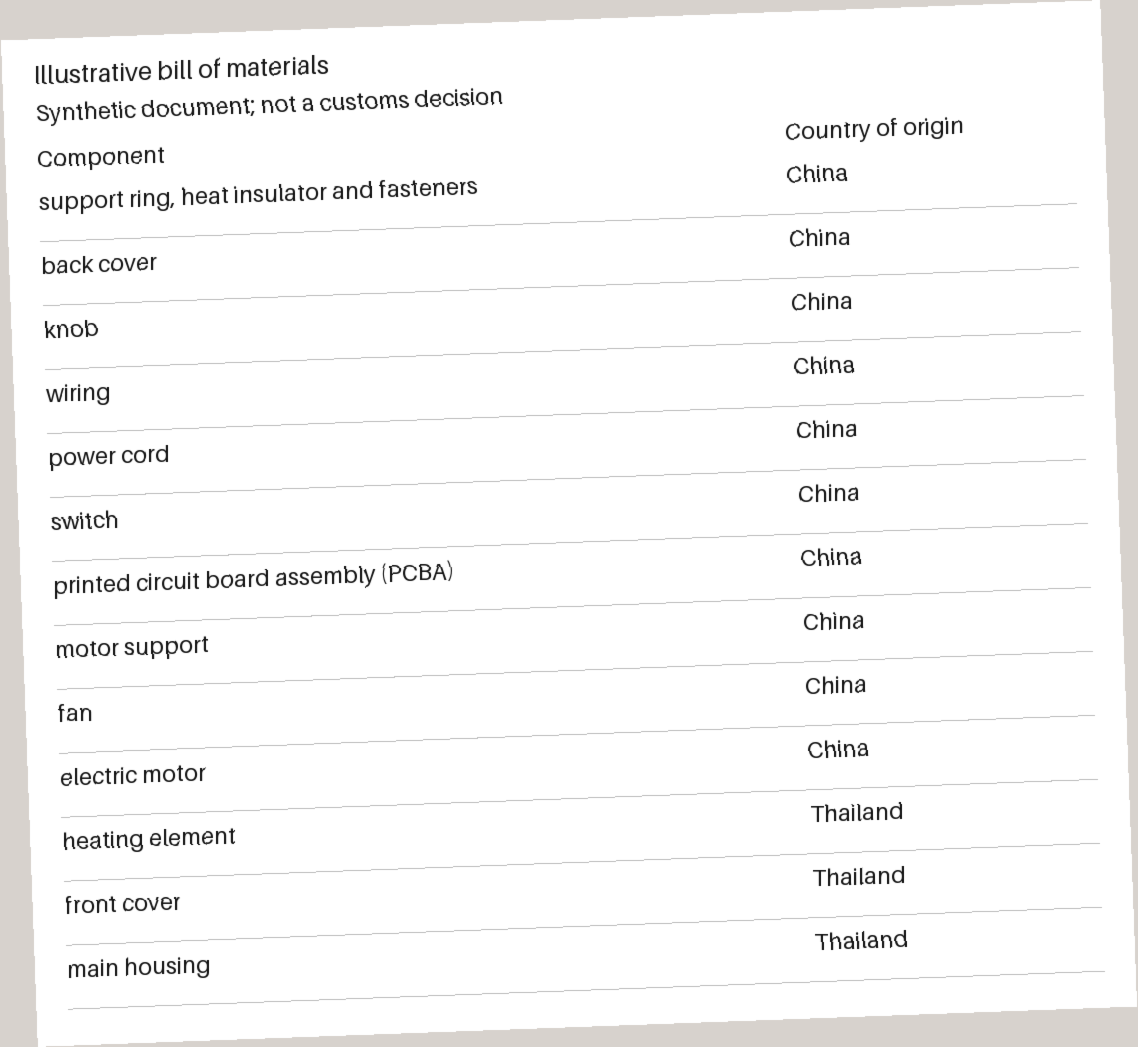 Illustrative bill of materials
Synthetic document; not a customs decision
Component Country of origin
support ring, heat insulator and fasteners China
back cover China
knob China
wiring China
power cord China
switch China
printed circuit board assembly (PCBA) China
motor support China
fan China
electric motor China
heating element Thailand
front cover Thailand
main housing Thailand